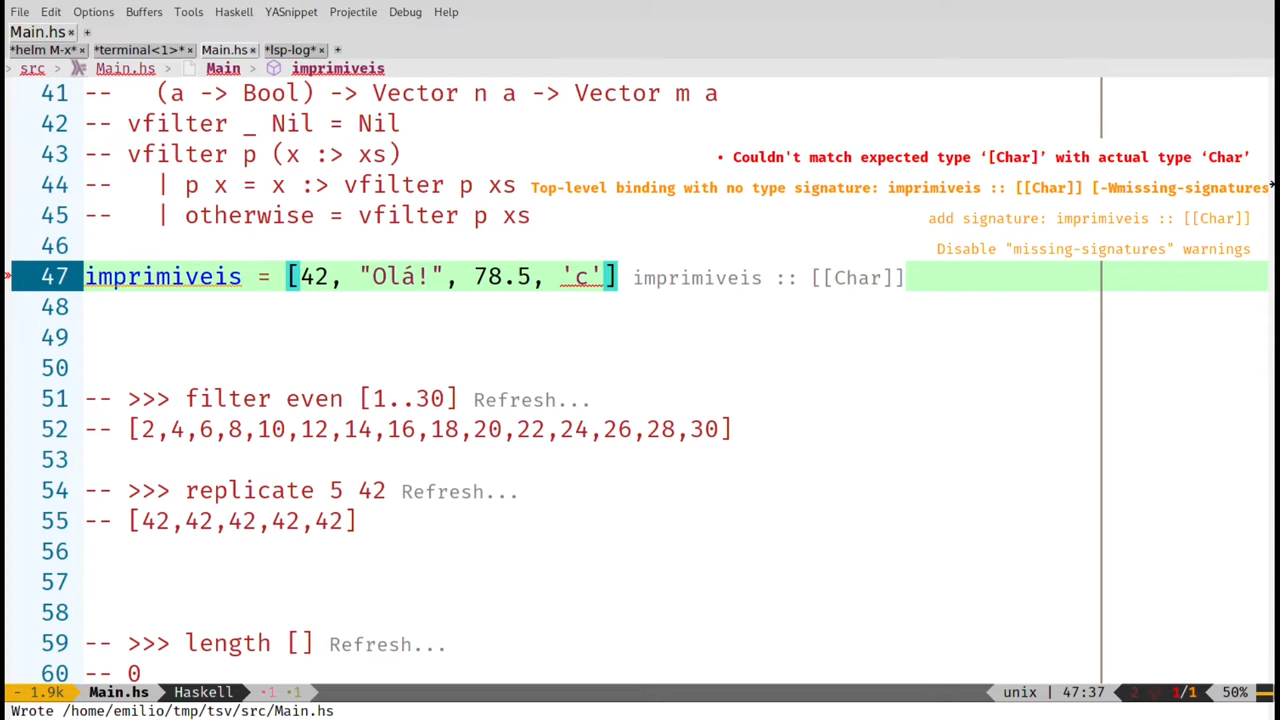 File Edit Options Buffers Tools Haskell YASnippet Projectile Debug Help
Main.hs × +
*helm M-x* × *terminal<1>* × Main.hs × *lsp-log* × +
> src > Main.hs > Main > imprimiveis
41 -- (a -> Bool) -> Vector n a -> Vector m a
42 -- vfilter _ Nil = Nil
43 -- vfilter p (x :> xs)
• Couldn't match expected type ‘[Char]’ with actual type ‘Char’
44 -- | p x = x :> vfilter p xs
Top-level binding with no type signature: imprimiveis :: [[Char]] [-Wmissing-signatures
45 -- | otherwise = vfilter p xs
add signature: imprimiveis :: [[Char]]
46
Disable "missing-signatures" warnings
47 imprimiveis = [42, "Olá!", 78.5, 'c'] imprimiveis :: [[Char]]
48
49
50
51 -- >>> filter even [1..30] Refresh...
52 -- [2,4,6,8,10,12,14,16,18,20,22,24,26,28,30]
53
54 -- >>> replicate 5 42 Refresh...
55 -- [42,42,42,42,42]
56
57
58
59 -- >>> length [] Refresh...
60 -- 0
- 1.9k Main.hs Haskell •1 •1 unix | 47:37 2 1/1 50%
Wrote /home/emilio/tmp/tsv/src/Main.hs